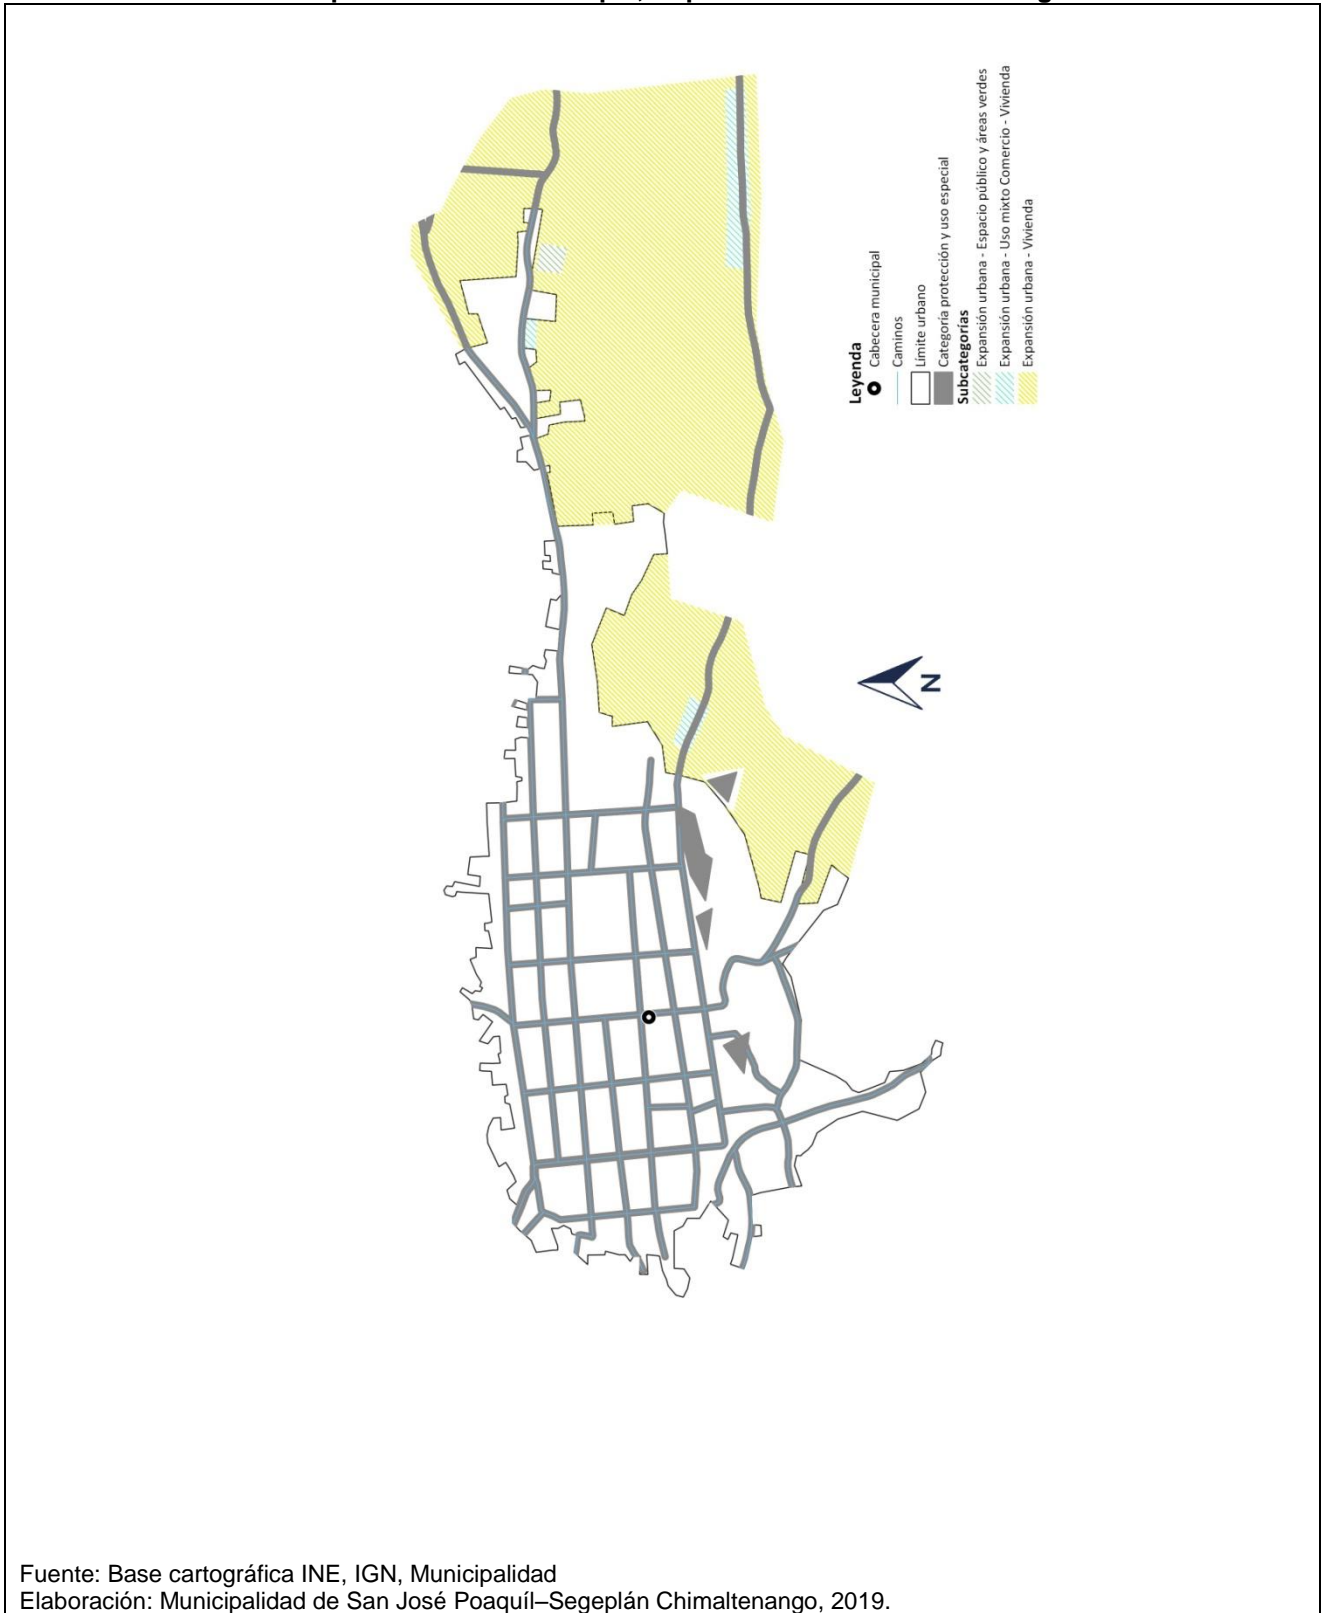 Leyenda
Cabecera municipal
Caminos
Límite urbano
Categoría protección y uso especial
Subcategorías
Expansión urbana - Espacio público y áreas verdes
Expansión urbana - Uso mixto Comercio - Vivienda
Expansión urbana - Vivienda
N
Fuente: Base cartográfica INE, IGN, Municipalidad
Elaboración: Municipalidad de San José Poaquíl–Segeplán Chimaltenango, 2019.